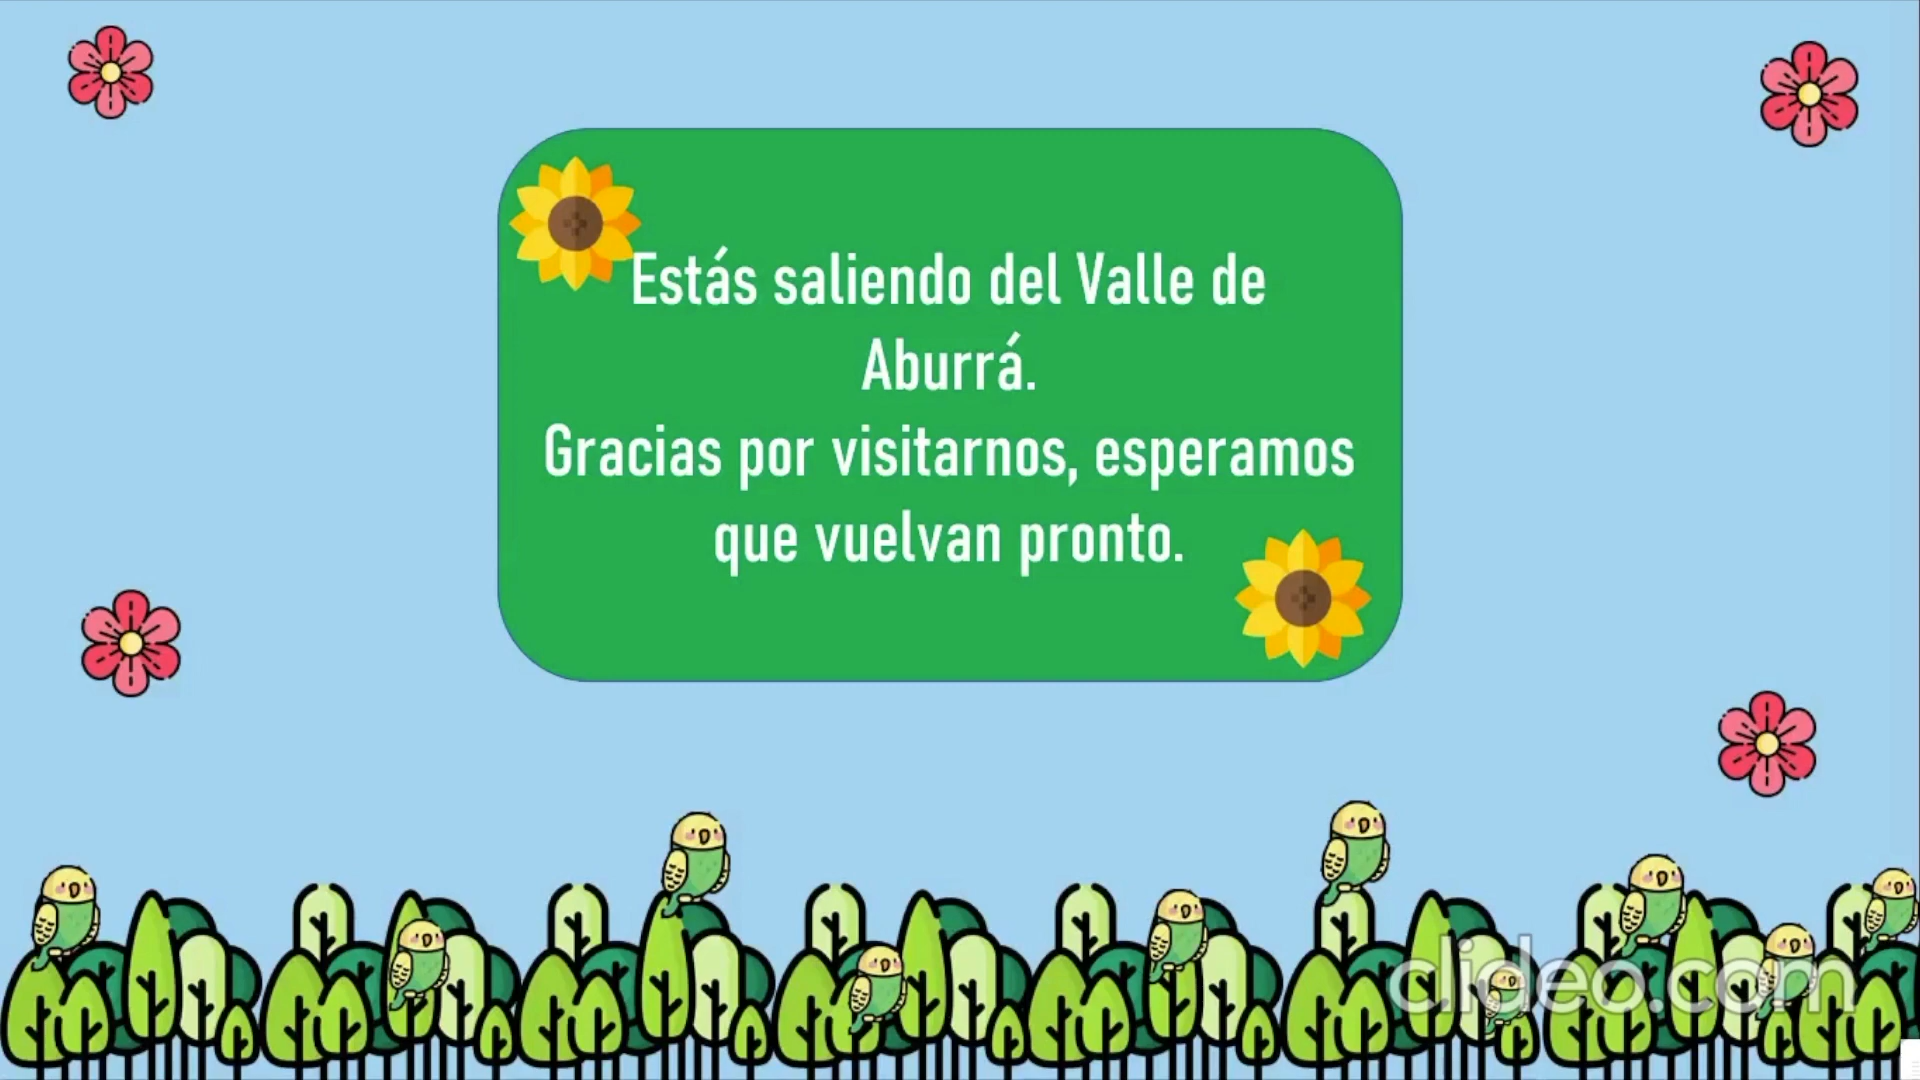 Estás saliendo del Valle de
Aburrá.
Gracias por visitarnos, esperamos
que vuelvan pronto.
clideo.com